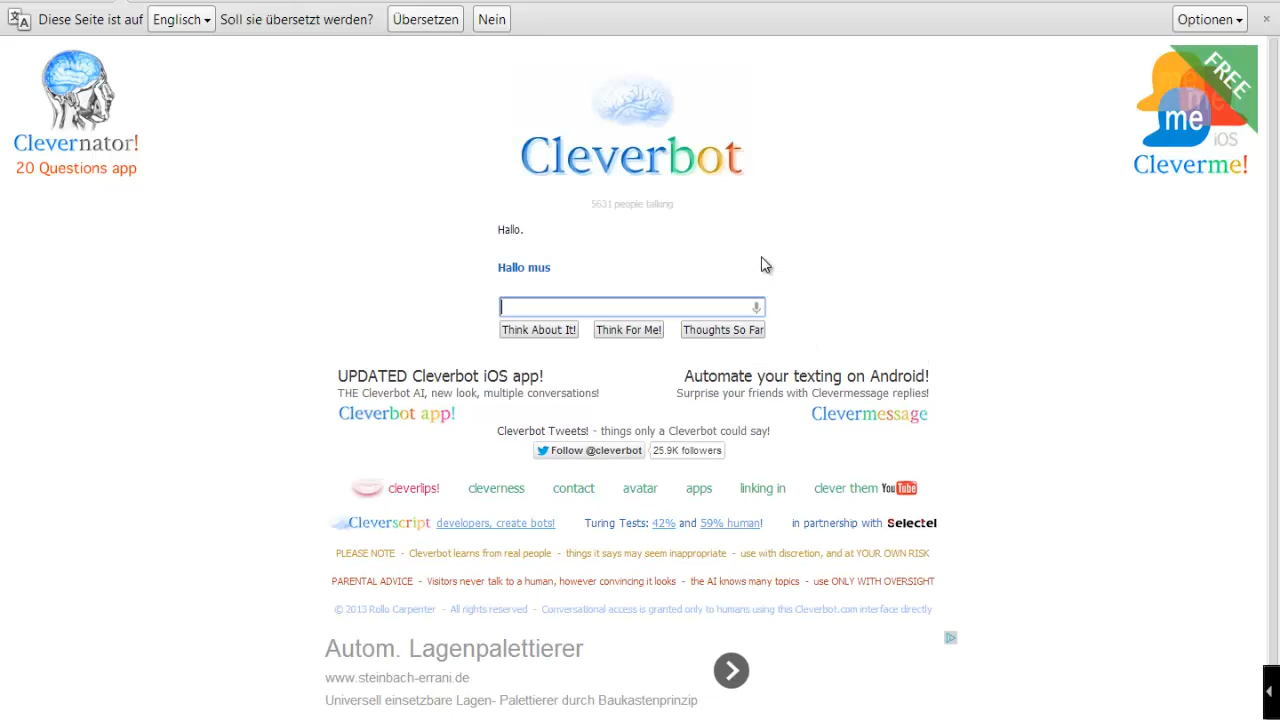 Diese Seite ist auf Englisch Soll sie übersetzt werden? Übersetzen Nein Optionen
Clevernator!
20 Questions app
Cleverbot
FREE
me me
me
iOS
Cleverme!
5631 people talking
Hallo.
Hallo mus
Think About It! Think For Me! Thoughts So Far
UPDATED Cleverbot iOS app! Automate your texting on Android!
THE Cleverbot AI, new look, multiple conversations! Surprise your friends with Clevermessage replies!
Cleverbot app! Clevermessage
Cleverbot Tweets! - things only a Cleverbot could say!
Follow @cleverbot 25.9K followers
cleverlips! cleverness contact avatar apps linking in clever them YouTube
Cleverscript developers, create bots! Turing Tests: 42% and 59% human! in partnership with Selectel
PLEASE NOTE - Cleverbot learns from real people - things it says may seem inappropriate - use with discretion, and at YOUR OWN RISK
PARENTAL ADVICE - Visitors never talk to a human, however convincing it looks - the AI knows many topics - use ONLY WITH OVERSIGHT
© 2013 Rollo Carpenter - All rights reserved - Conversational access is granted only to humans using this Cleverbot.com interface directly
Autom. Lagenpalettierer
www.steinbach-errani.de
Universell einsetzbare Lagen- Palettierer durch Baukastenprinzip